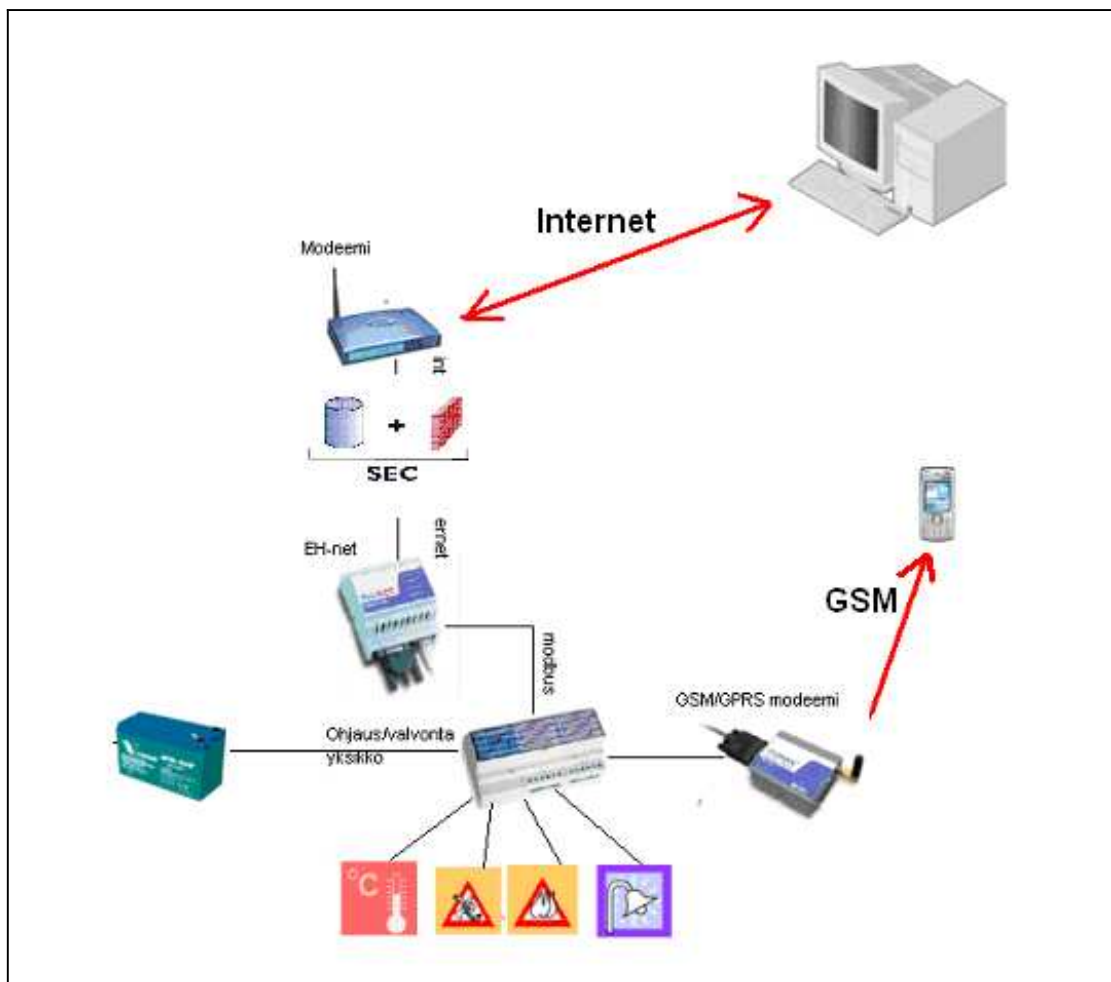 Internet
Modeemi
int
+
SEC
ernet
EH-net
GSM
modbus
GSM/GPRS modeemi
Ohjaus/valvonta
yksikkö
°C